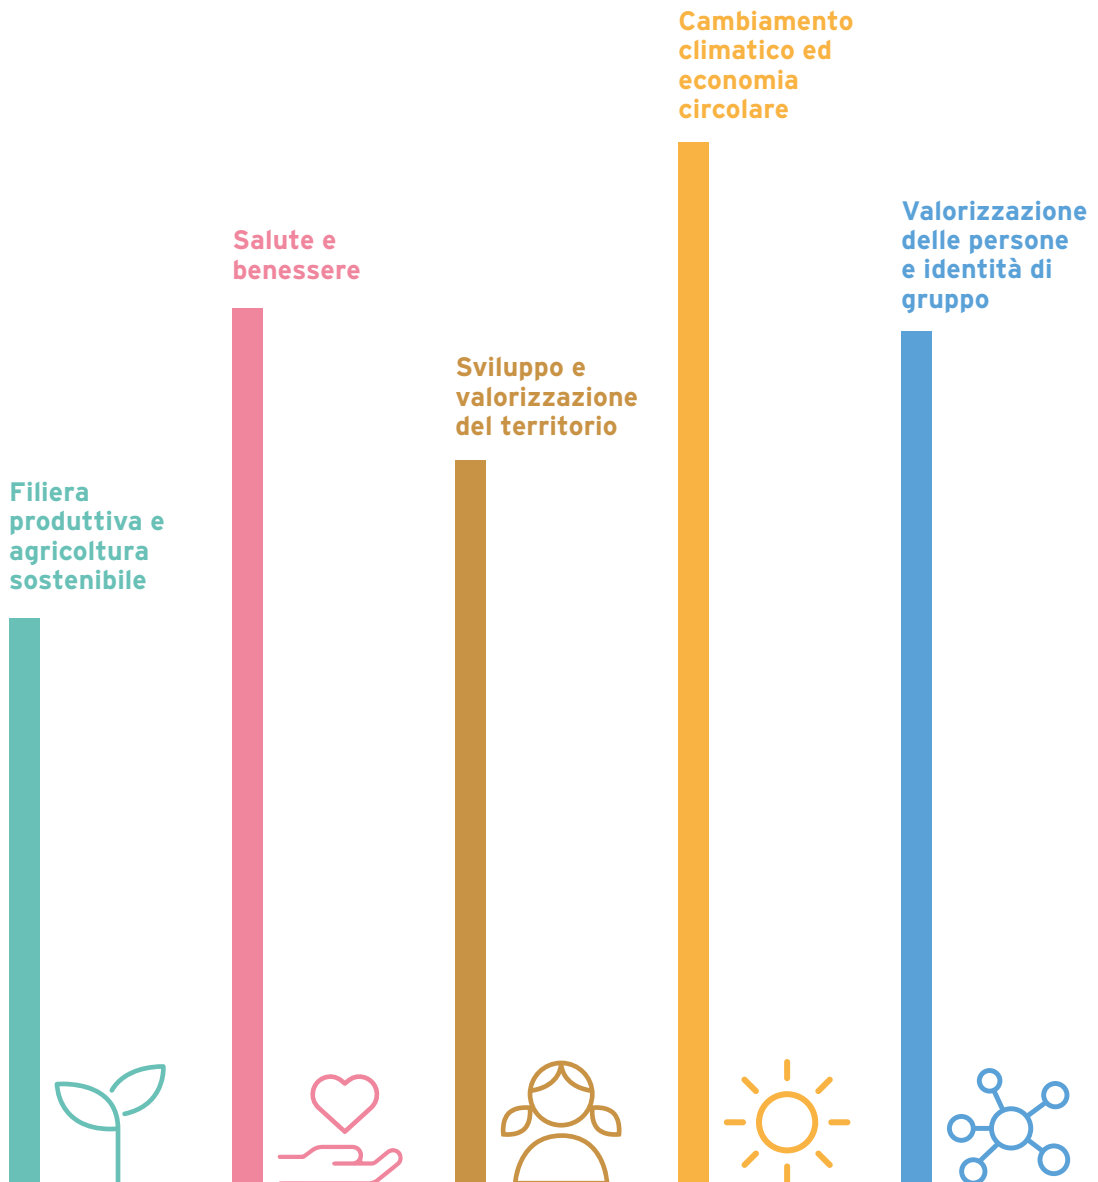 Filiera
produttiva e
agricoltura
sostenibile
Salute e
benessere
Sviluppo e
valorizzazione
del territorio
Cambiamento
climatico ed
economia
circolare
Valorizzazione
delle persone
e identità di
gruppo